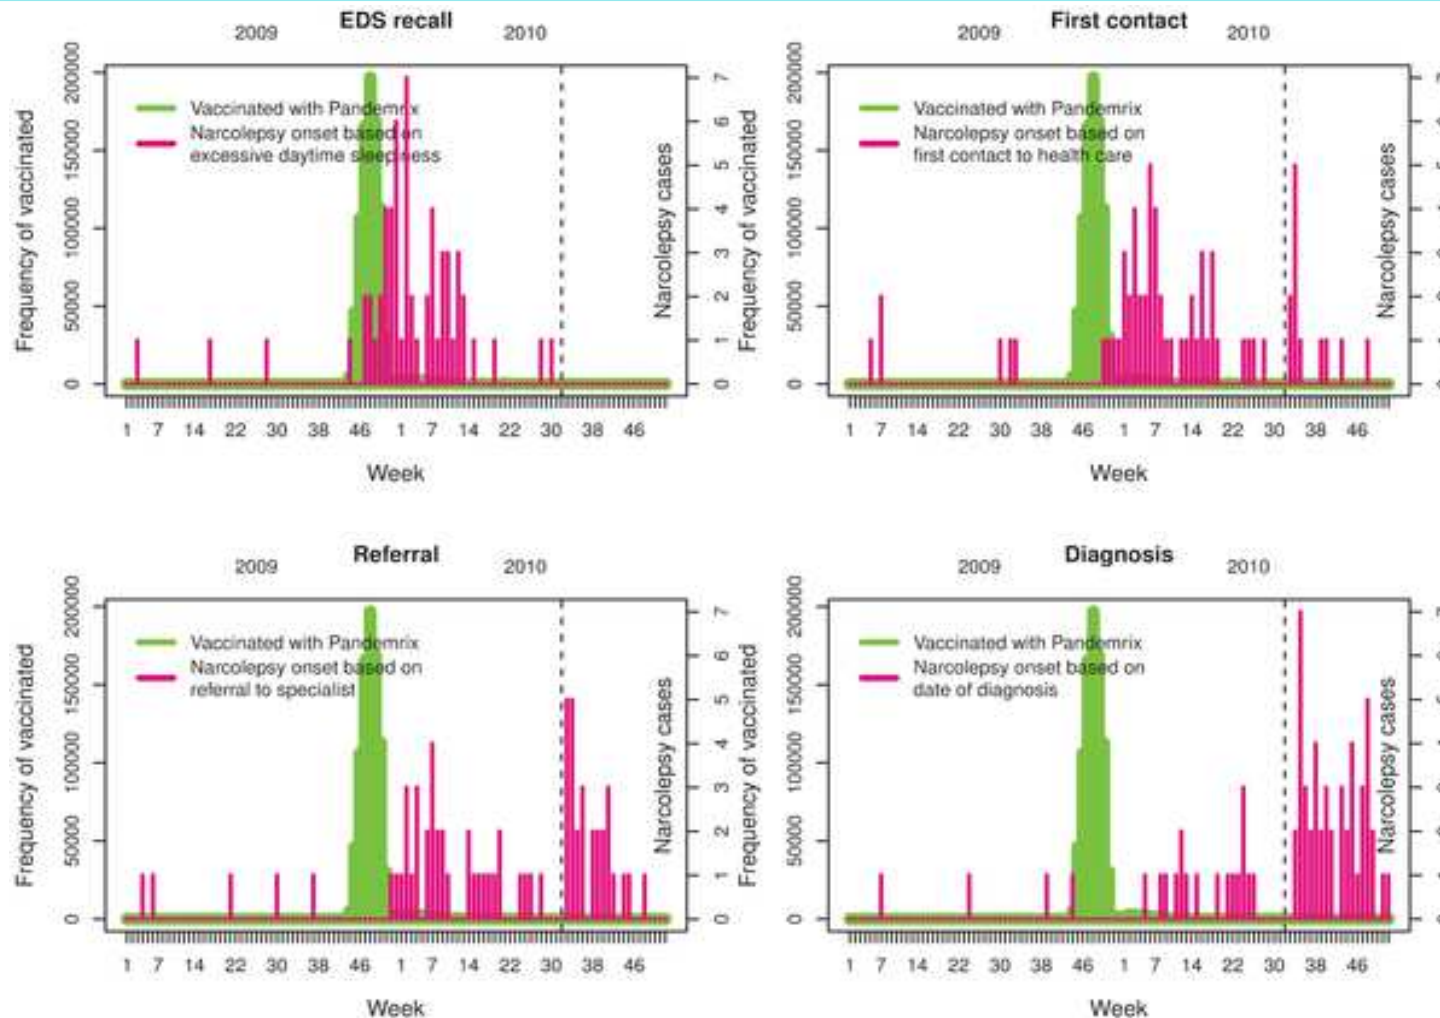 EDS recall
2009 2010
200000
150000
100000
50000
0
Frequency of vaccinated
Vaccinated with Pandemrix
Narcolepsy onset based on
excessive daytime sleepiness
7
6
5
4
3
2
1
0
Narcolepsy cases
1 7 14 22 30 38 46 1 7 14 22 30 38 46
Week
First contact
2009 2010
200000
150000
100000
50000
0
Frequency of vaccinated
Vaccinated with Pandemrix
Narcolepsy onset based on
first contact to health care
Narcolepsy cases
1 7 14 22 30 38 46 1 7 14 22 30 38 46
Week
Referral
2009 2010
200000
150000
100000
50000
0
Frequency of vaccinated
Vaccinated with Pandemrix
Narcolepsy onset based on
referral to specialist
7
6
5
4
3
2
1
0
Narcolepsy cases
1 7 14 22 30 38 46 1 7 14 22 30 38 46
Week
Diagnosis
2009 2010
200000
150000
100000
50000
0
Frequency of vaccinated
Vaccinated with Pandemrix
Narcolepsy onset based on
date of diagnosis
Narcolepsy cases
1 7 14 22 30 38 46 1 7 14 22 30 38 46
Week